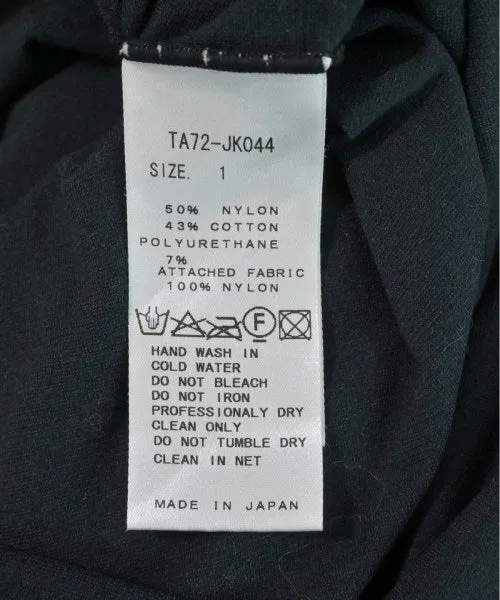 TA72-JK044
SIZE. 1
50% NYLON
43% COTTON
POLYURETHANE
7%
ATTACHED FABRIC
100% NYLON
F
HAND WASH IN
COLD WATER
DO NOT BLEACH
DO NOT IRON
PROFESSIONALY DRY
CLEAN ONLY
DO NOT TUMBLE DRY
CLEAN IN NET
MADE IN JAPAN